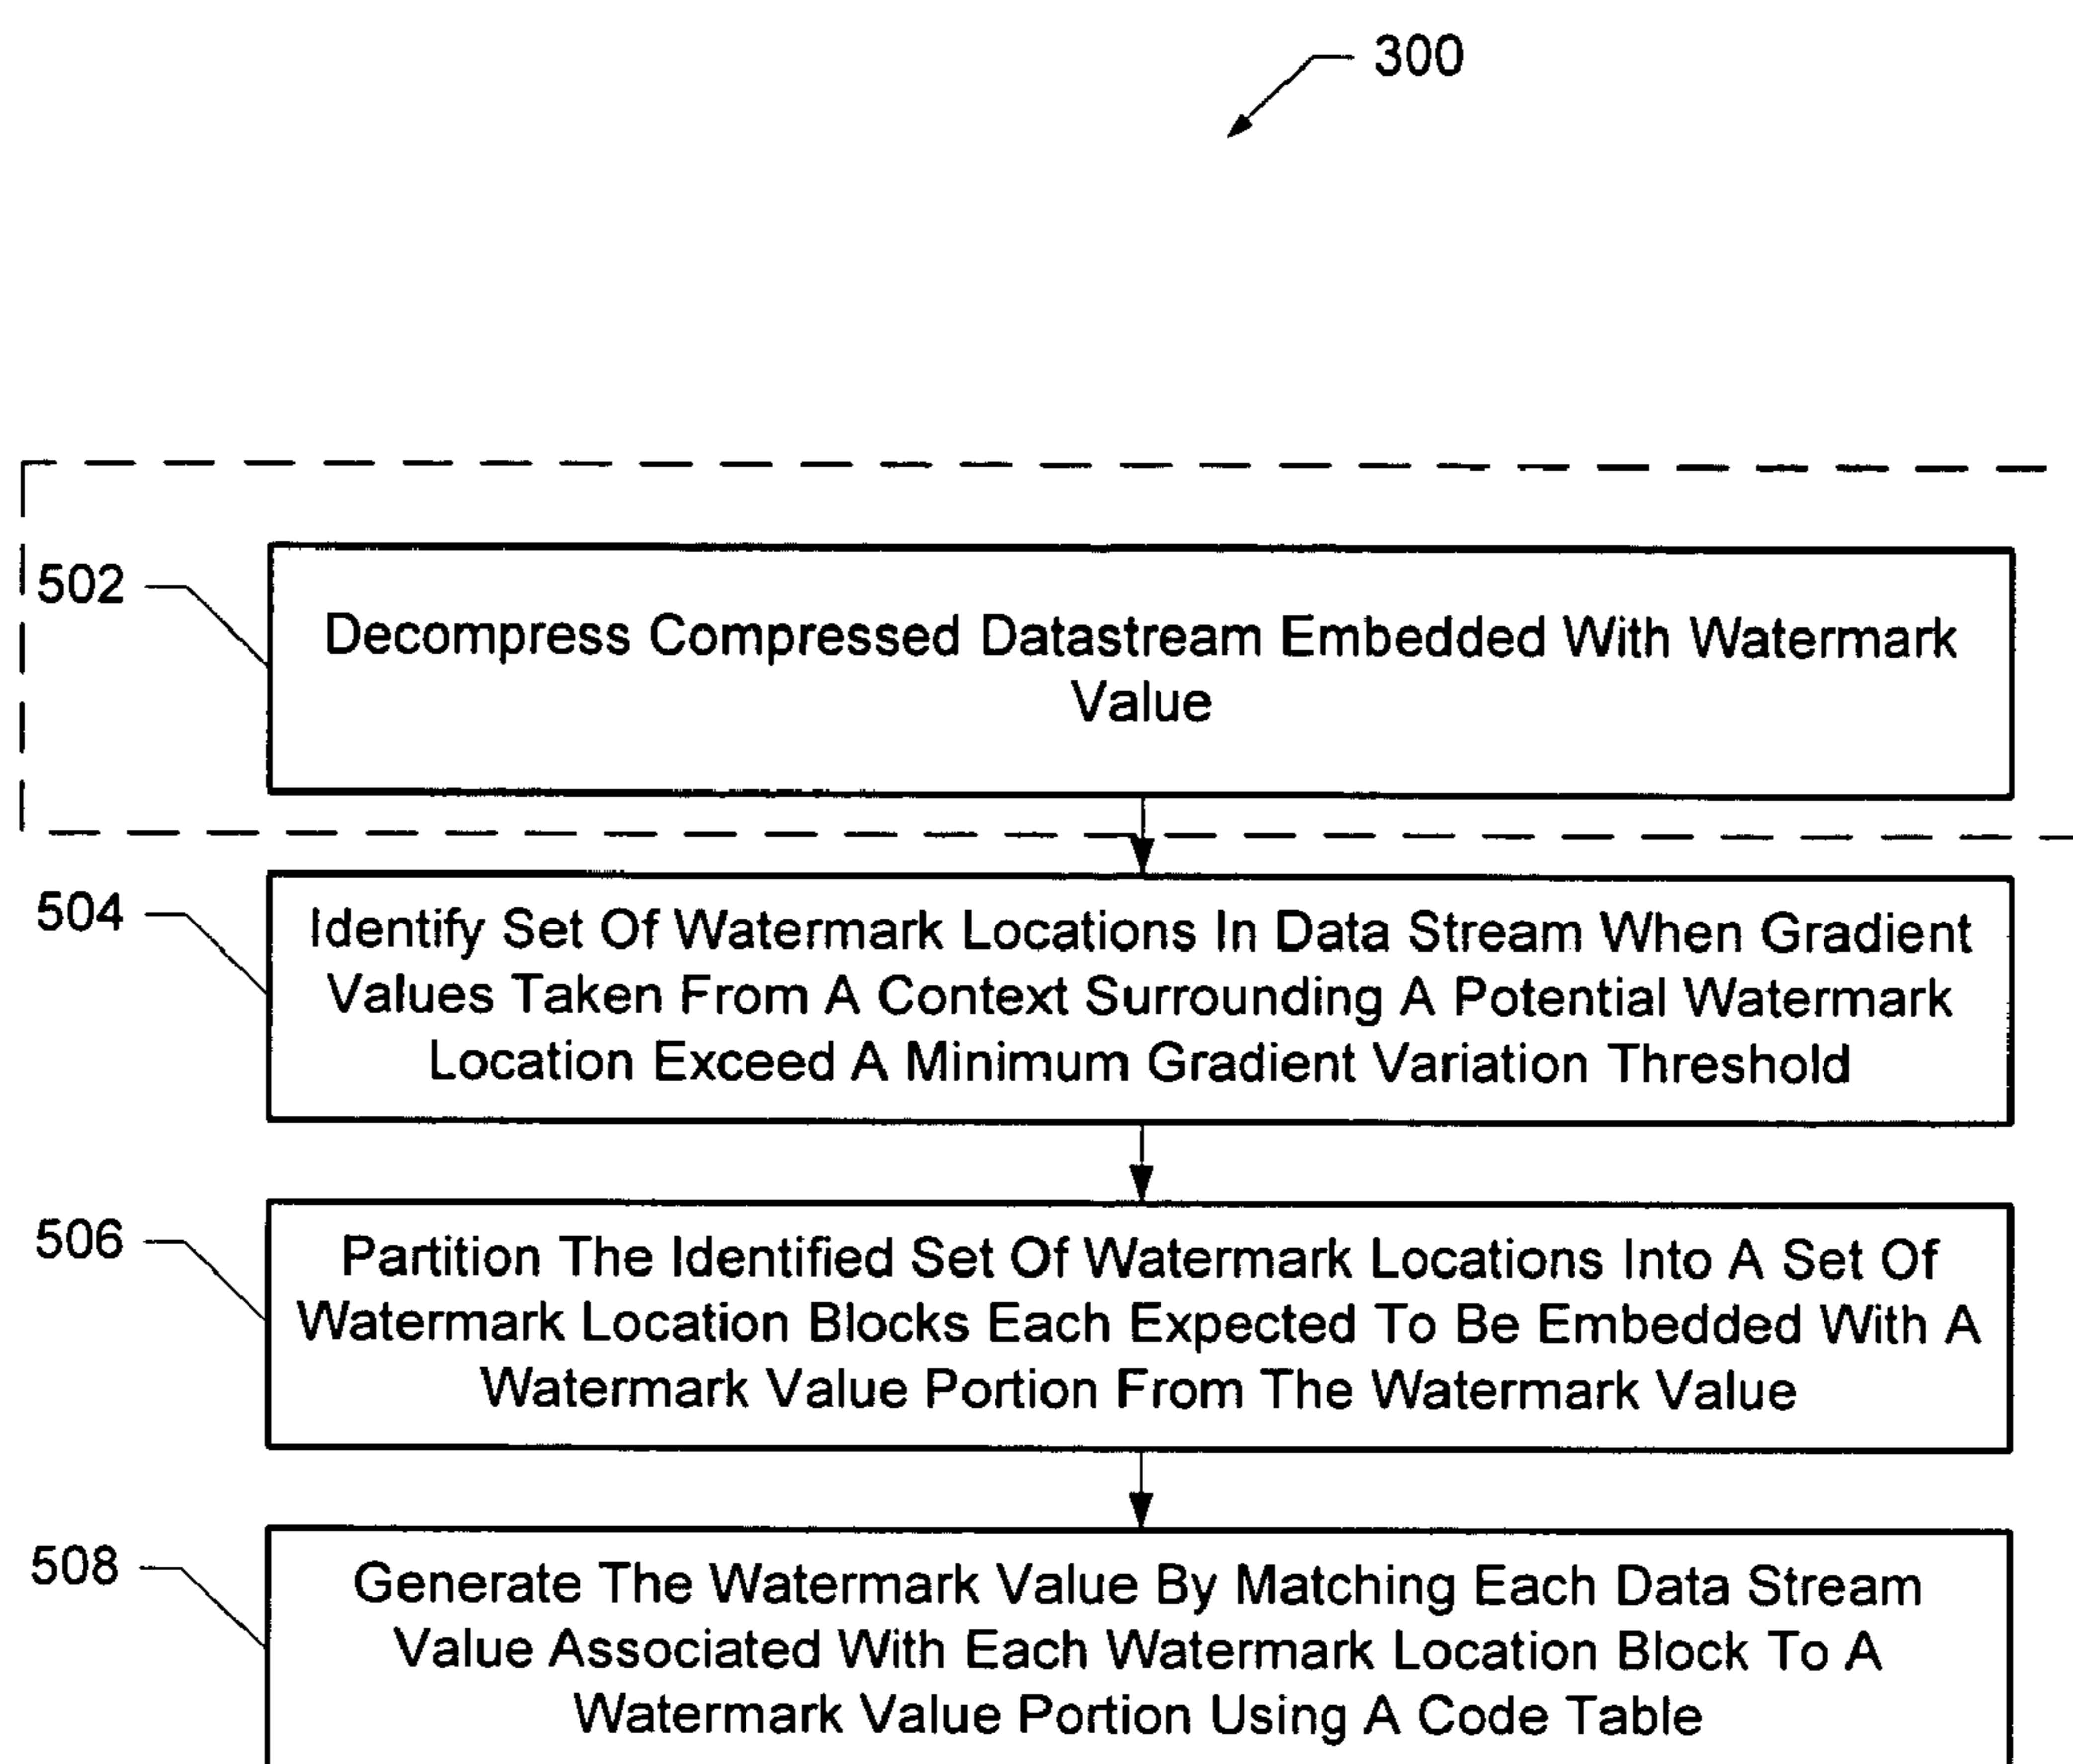 300
502
Decompress Compressed Datastream Embedded With Watermark
Value
504
Identify Set Of Watermark Locations In Data Stream When Gradient
Values Taken From A Context Surrounding A Potential Watermark
Location Exceed A Minimum Gradient Variation Threshold
506
Partition The Identified Set Of Watermark Locations Into A Set Of
Watermark Location Blocks Each Expected To Be Embedded With A
Watermark Value Portion From The Watermark Value
508
Generate The Watermark Value By Matching Each Data Stream
Value Associated With Each Watermark Location Block To A
Watermark Value Portion Using A Code Table